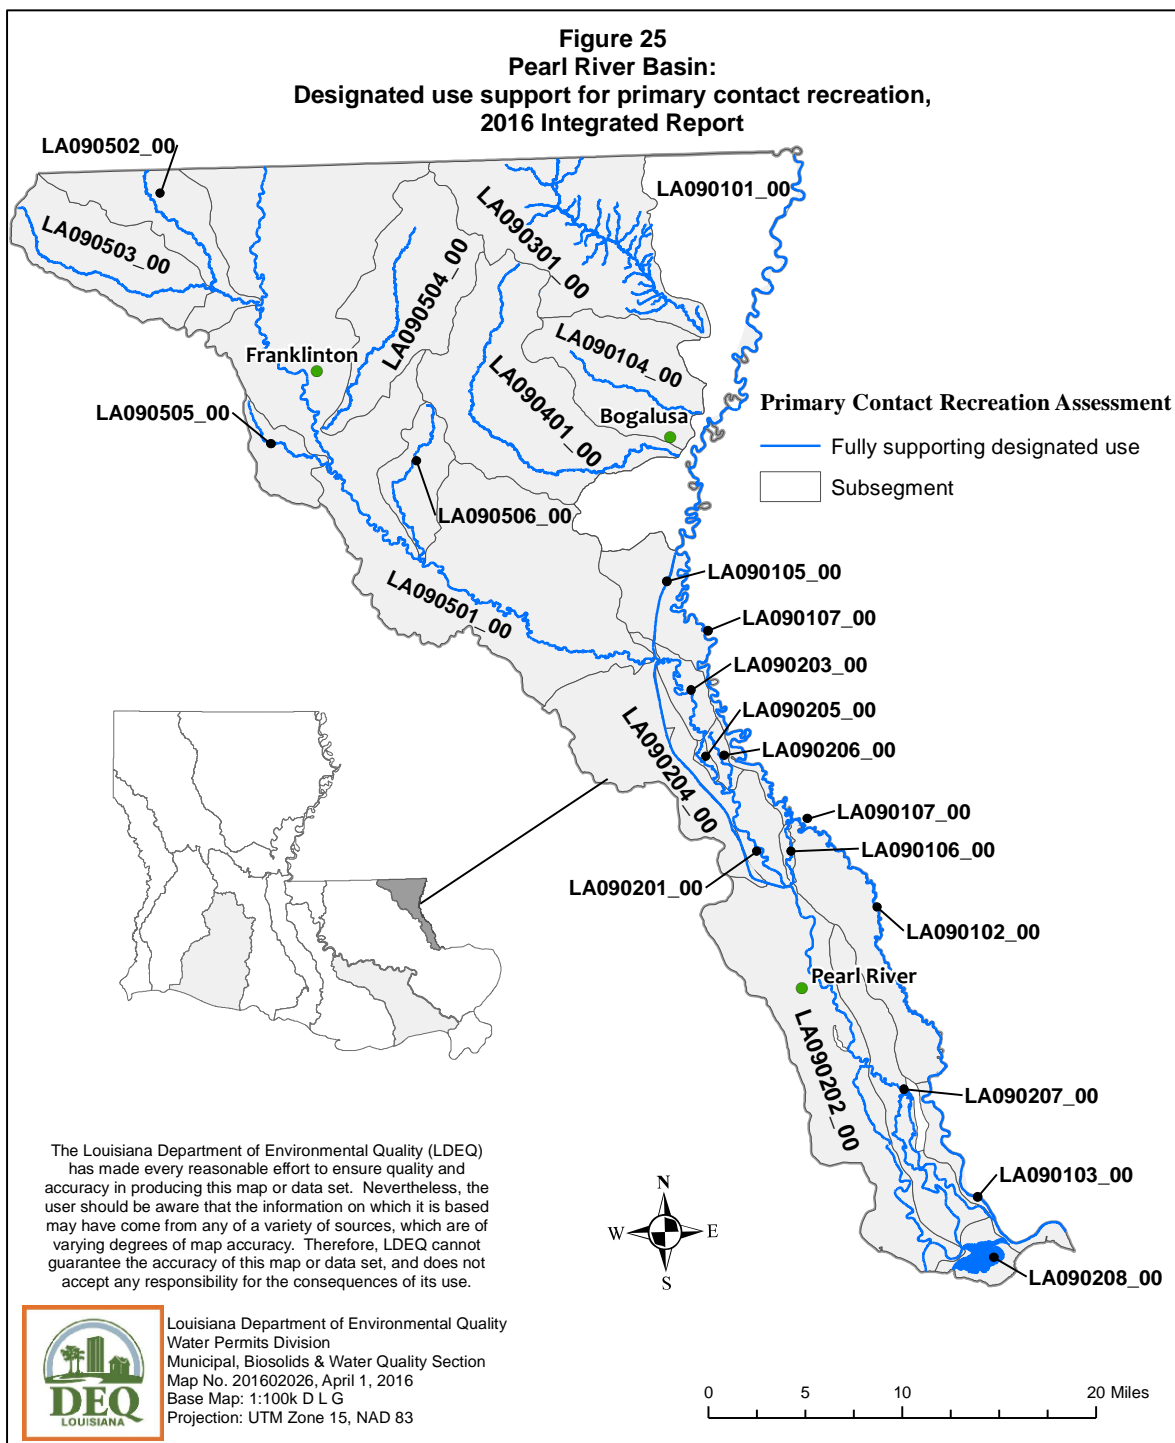 Figure 25
Pearl River Basin:
Designated use support for primary contact recreation,
2016 Integrated Report
LA090502_00
LA090101_00
LA090503_00
LA090301_00
LA090504_00
LA090104_00
Franklinton
LA090401_00
LA090505_00
Bogalusa
Primary Contact Recreation Assessment
Fully supporting designated use
Subsegment
LA090506_00
LA090105_00
LA090501_00
LA090107_00
LA090203_00
LA090205_00
LA090206_00
LA090204_00
LA090107_00
LA090106_00
LA090201_00
LA090102_00
Pearl River
LA090202_00
LA090207_00
LA090103_00
LA090208_00
The Louisiana Department of Environmental Quality (LDEQ)
has made every reasonable effort to ensure quality and
accuracy in producing this map or data set. Nevertheless, the
user should be aware that the information on which it is based
may have come from any of a variety of sources, which are of
varying degrees of map accuracy. Therefore, LDEQ cannot
guarantee the accuracy of this map or data set, and does not
accept any responsibility for the consequences of its use.
N
W E
S
DEQ
LOUISIANA
Louisiana Department of Environmental Quality
Water Permits Division
Municipal, Biosolids & Water Quality Section
Map No. 201602026, April 1, 2016
Base Map: 1:100k D L G
Projection: UTM Zone 15, NAD 83
0 5 10 20 Miles